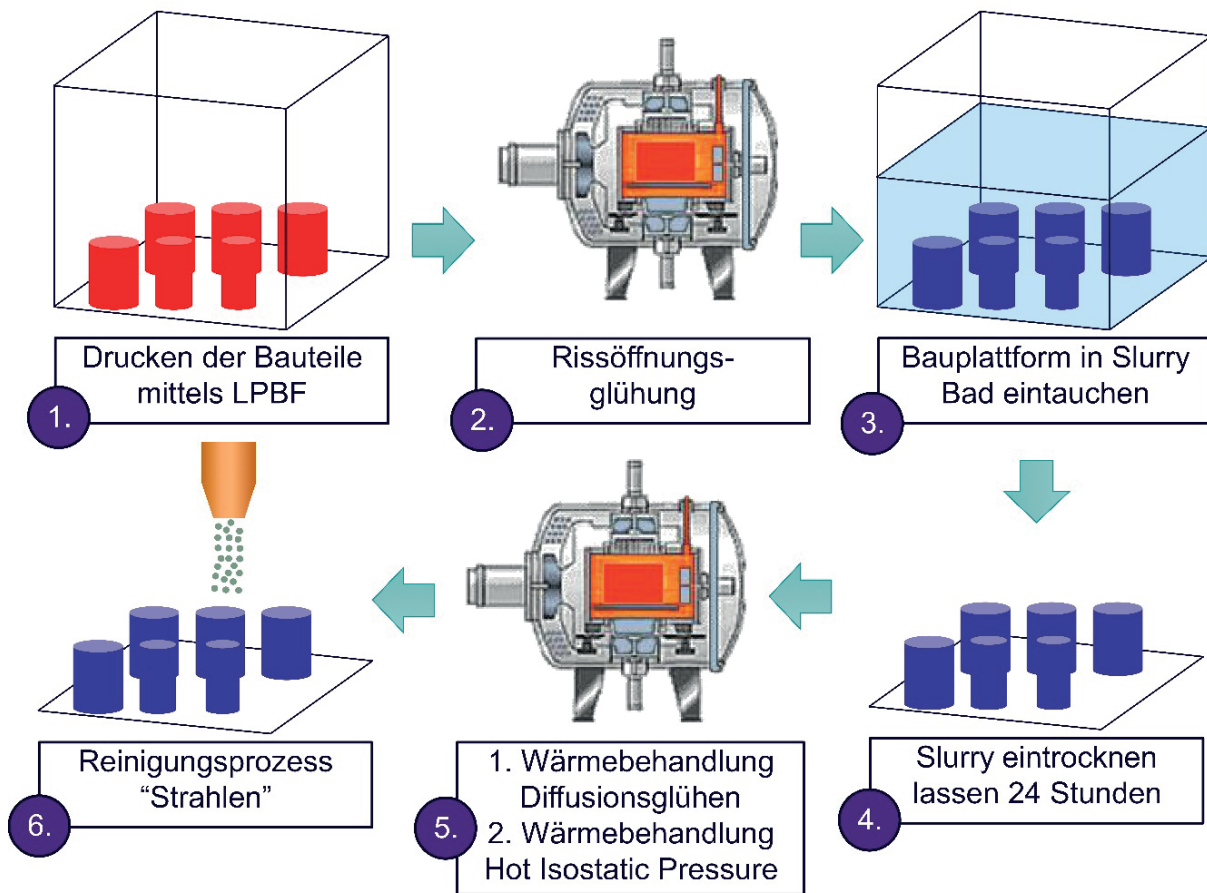 Drucken der Bauteile
mittels LPBF
1.
Rissöffnungs-
glühung
2.
Bauplattform in Slurry
Bad eintauchen
3.
Slurry eintrocknen
lassen 24 Stunden
4.
1. Wärmebehandlung
Diffusionsglühen
2. Wärmebehandlung
Hot Isostatic Pressure
5.
Reinigungsprozess
“Strahlen”
6.